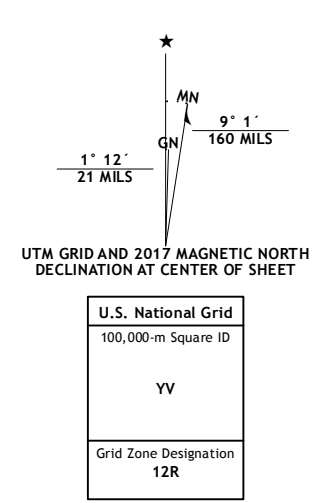 ★
MN
GN
9° 1´
160 MILS
1° 12´
21 MILS
UTM GRID AND 2017 MAGNETIC NORTH
DECLINATION AT CENTER OF SHEET
U.S. National Grid
100,000-m Square ID
YV
Grid Zone Designation
12R